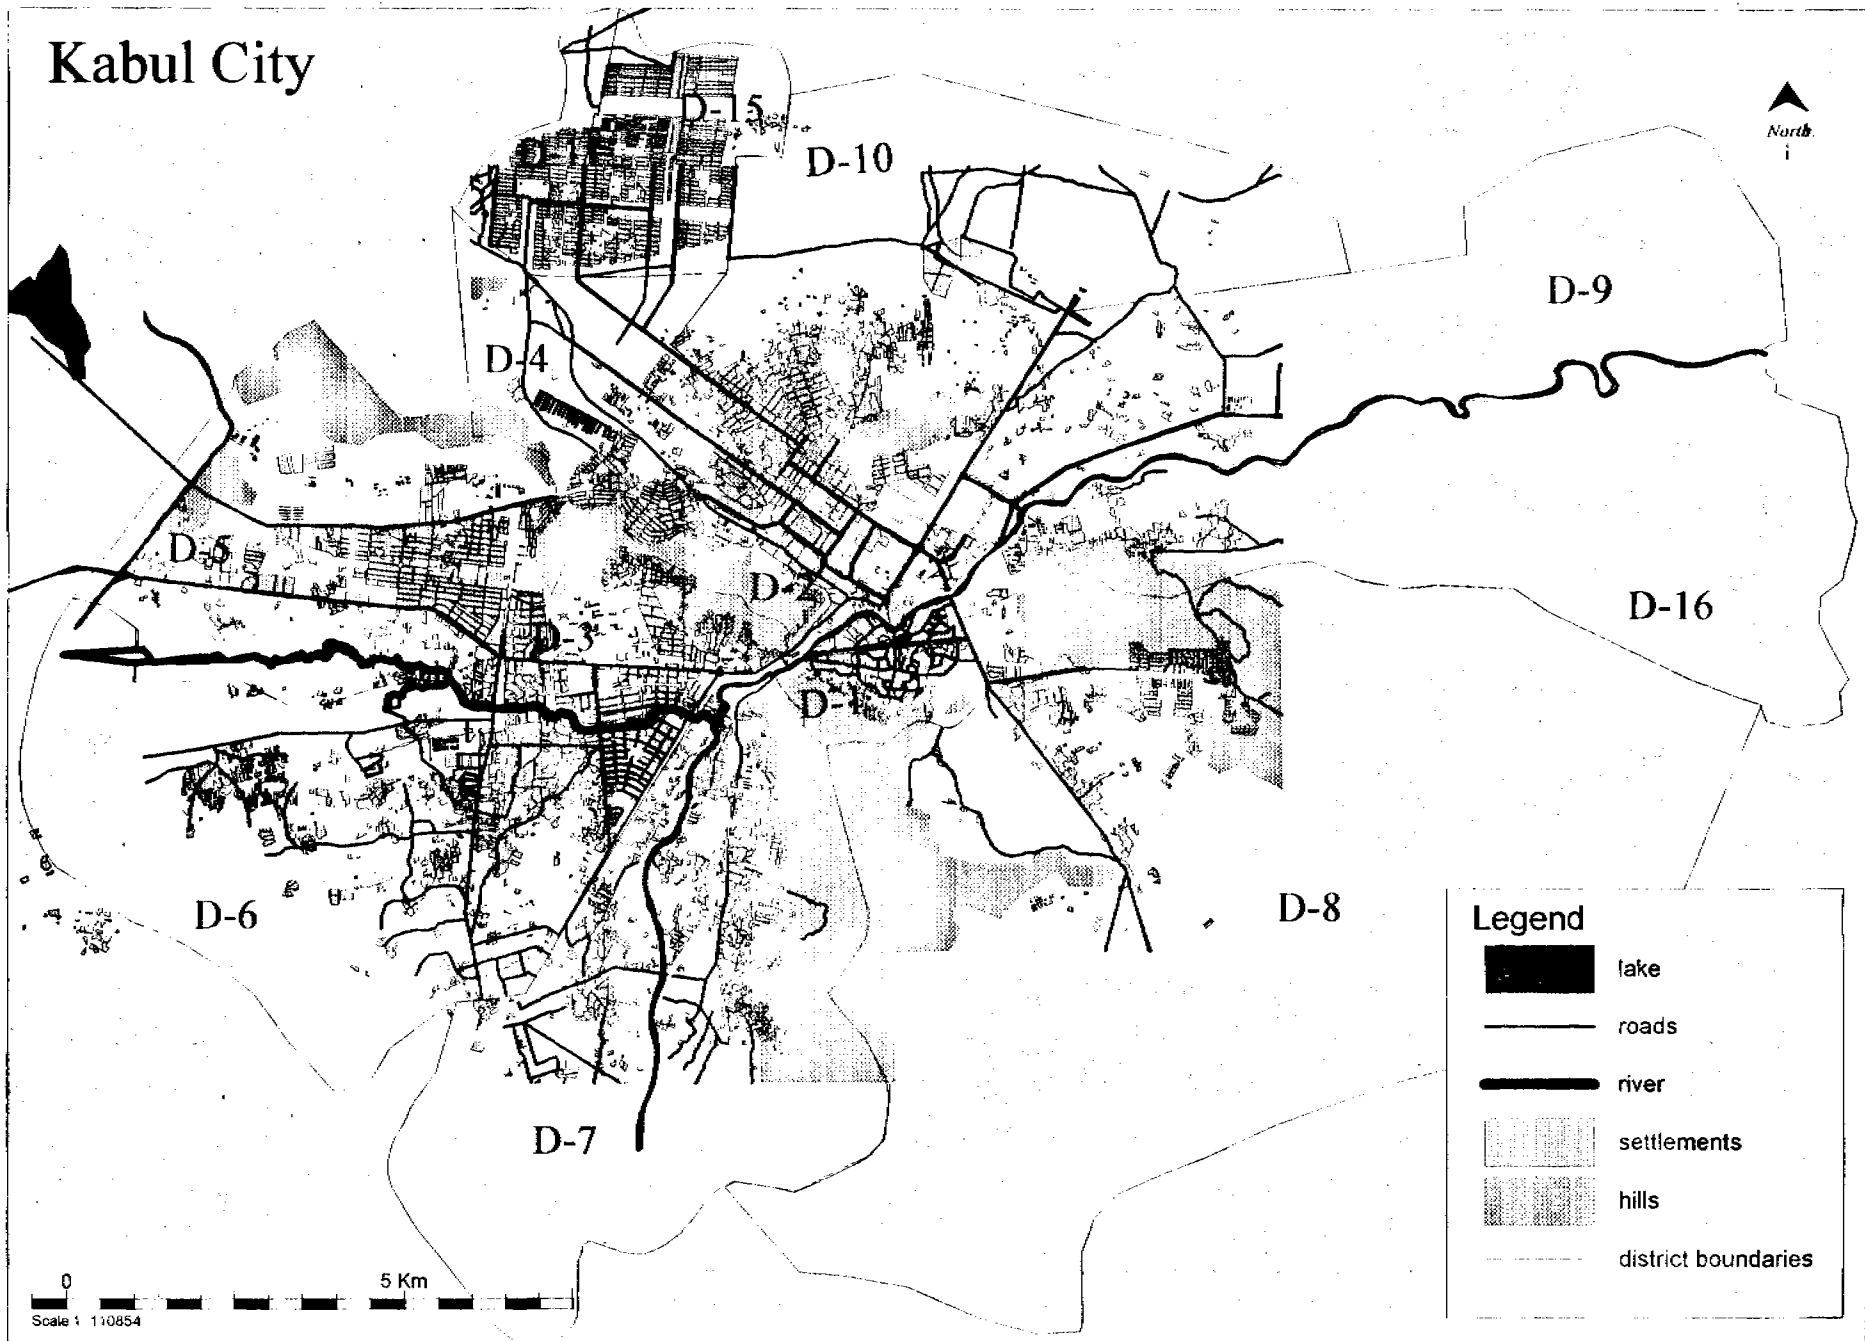 Kabul City
North
D-15
D-10
D-9
D-4
D-5
D-2
D-16
D-3
D-1
D-6
D-8
D-7
Legend
lake
roads
river
settlements
hills
district boundaries
0 5 Km
Scale 1 110854